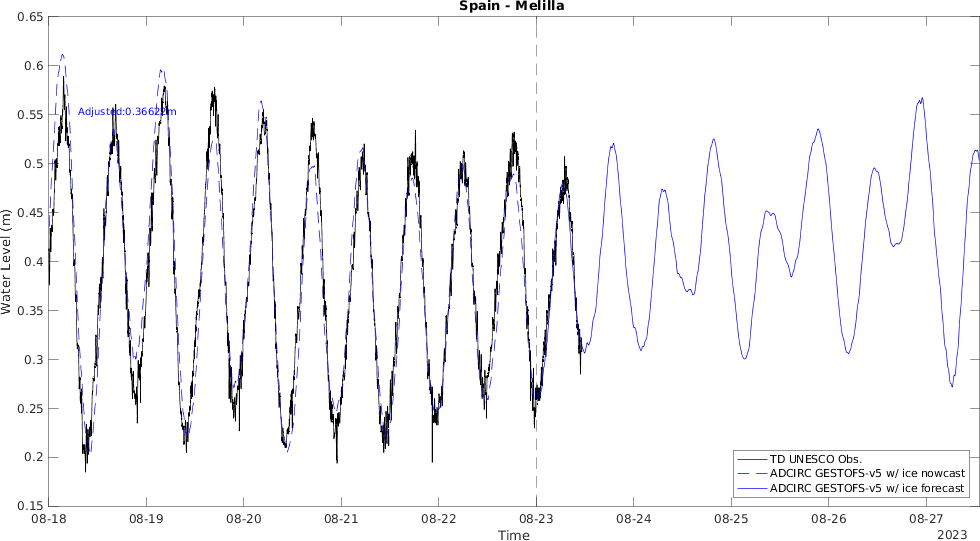 Spain - Melilla
0.65
0.6
0.55
0.5
0.45
0.4
0.35
0.3
0.25
0.2
0.15
Water Level (m)
Adjusted:0.36622m
TD UNESCO Obs.
ADCIRC GESTOFS-v5 w/ ice nowcast
ADCIRC GESTOFS-v5 w/ ice forecast
08-18 08-19 08-20 08-21 08-22 08-23 08-24 08-25 08-26 08-27
Time
2023